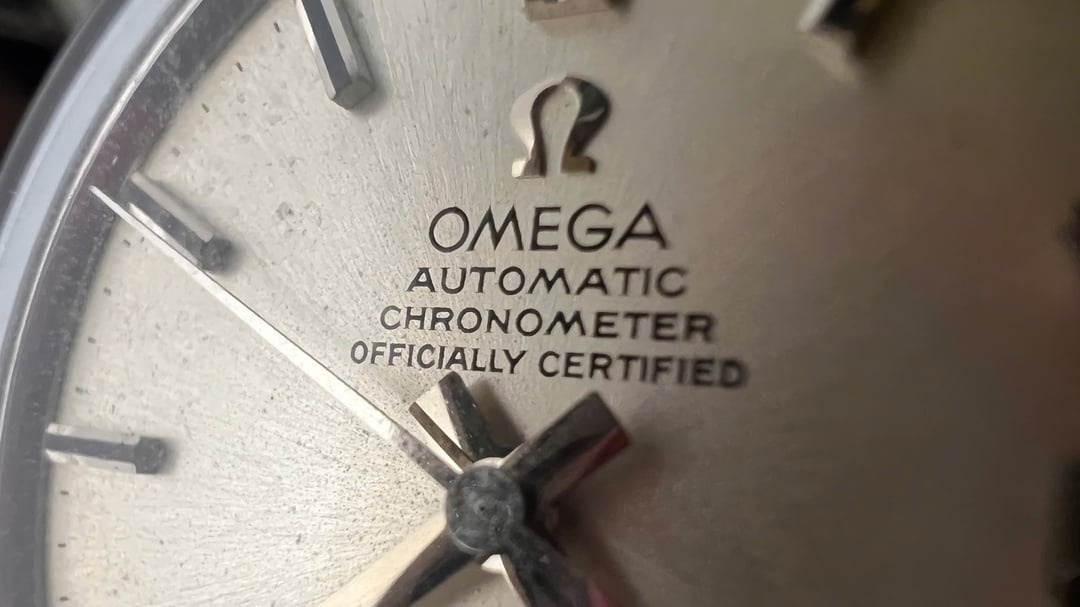 OMEGA
AUTOMATIC
CHRONOMETER
OFFICIALLY CERTIFIED